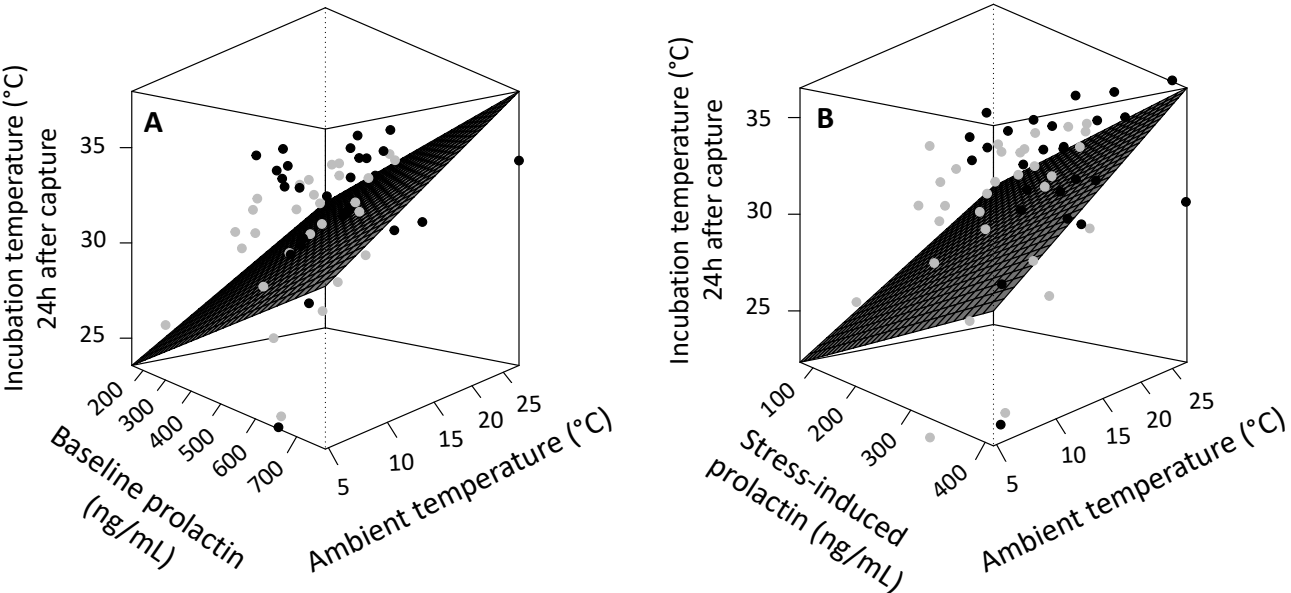 Incubation temperature (°C)
24h after capture
A
35
30
25
200
300
400
500
600
700
5
10
15
20
25
Baseline prolactin
(ng/mL)
Ambient temperature (°C)
Incubation temperature (°C)
24h after capture
B
35
30
25
100
200
300
400
5
10
15
20
25
Stress-induced
prolactin (ng/mL)
Ambient temperature (°C)